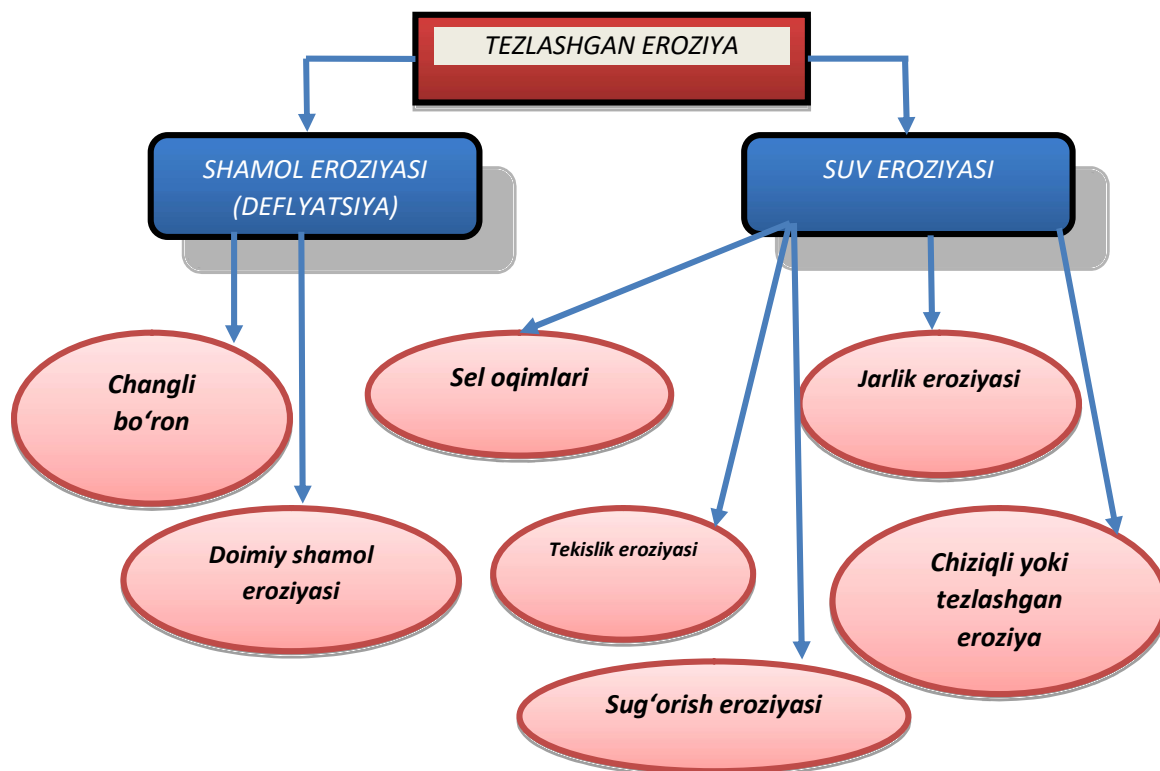 TEZLASHGAN EROZIYA
SHAMOL EROZIYASI
(DEFLYATSIYA)
SUV EROZIYASI
Changli
bo‘ron
Sel oqimlari
Jarlik eroziyasi
Doimiy shamol
eroziyasi
Tekislik eroziyasi
Chiziqli yoki
tezlashgan
eroziya
Sug‘orish eroziyasi